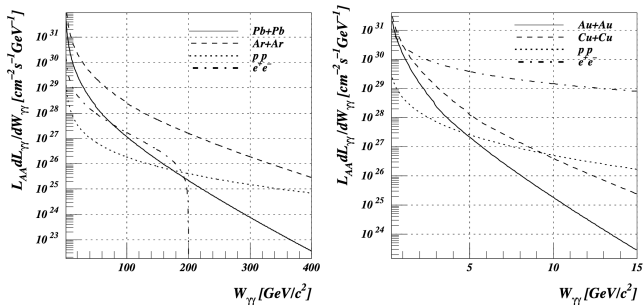 L_AA dL_γγ/dW_γγ [cm⁻² s⁻¹ GeV⁻¹]
10 31
10 30
10 29
10 28
10 27
10 26
10 25
10 24
10 23
Pb+Pb
Ar+Ar
p p
e⁺e⁻
100 200 300 400
W_γγ [GeV/c²]
L_AA dL_γγ/dW_γγ [cm⁻² s⁻¹ GeV⁻¹]
10 31
10 30
10 29
10 28
10 27
10 26
10 25
10 24
Au+Au
Cu+Cu
p p
e⁺e⁻
5 10 15
W_γγ [GeV/c²]